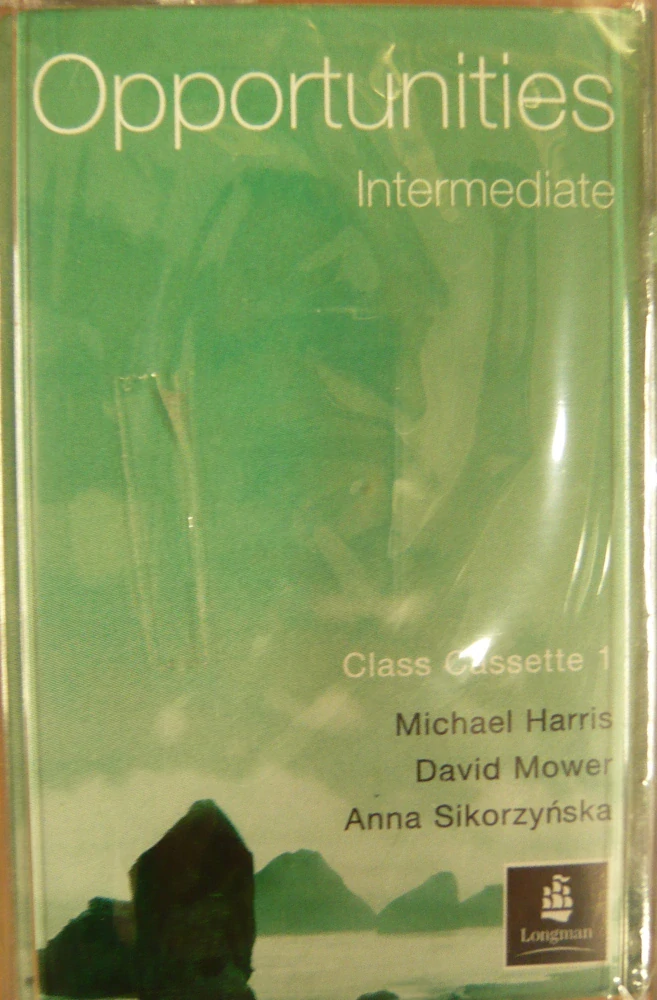 Opportunities
Intermediate
Class Cassette 1
Michael Harris
David Mower
Anna Sikorzyńska
Longman